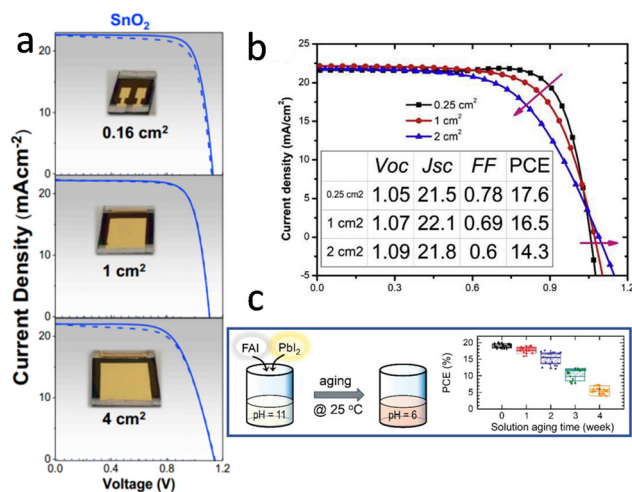 a
SnO2
20
10
0
0.16 cm²
20
10
0
1 cm²
20
10
0
4 cm²
0.0 0.4 0.8 1.2
Voltage (V)
Current Density (mAcm-2)
b
25
20
15
10
5
0
-5
0.0 0.3 0.6 0.9 1.2
Current density (mA/cm²)
0.25 cm²
1 cm²
2 cm²
Voc Jsc FF PCE
0.25 cm2 1.05 21.5 0.78 17.6
1 cm2 1.07 22.1 0.69 16.5
2 cm2 1.09 21.8 0.6 14.3
c
FAI PbI2
pH = 11
aging
@ 25 °C
pH = 6
PCE (%)
20
15
10
5
0
0 1 2 3 4
Solution aging time (week)